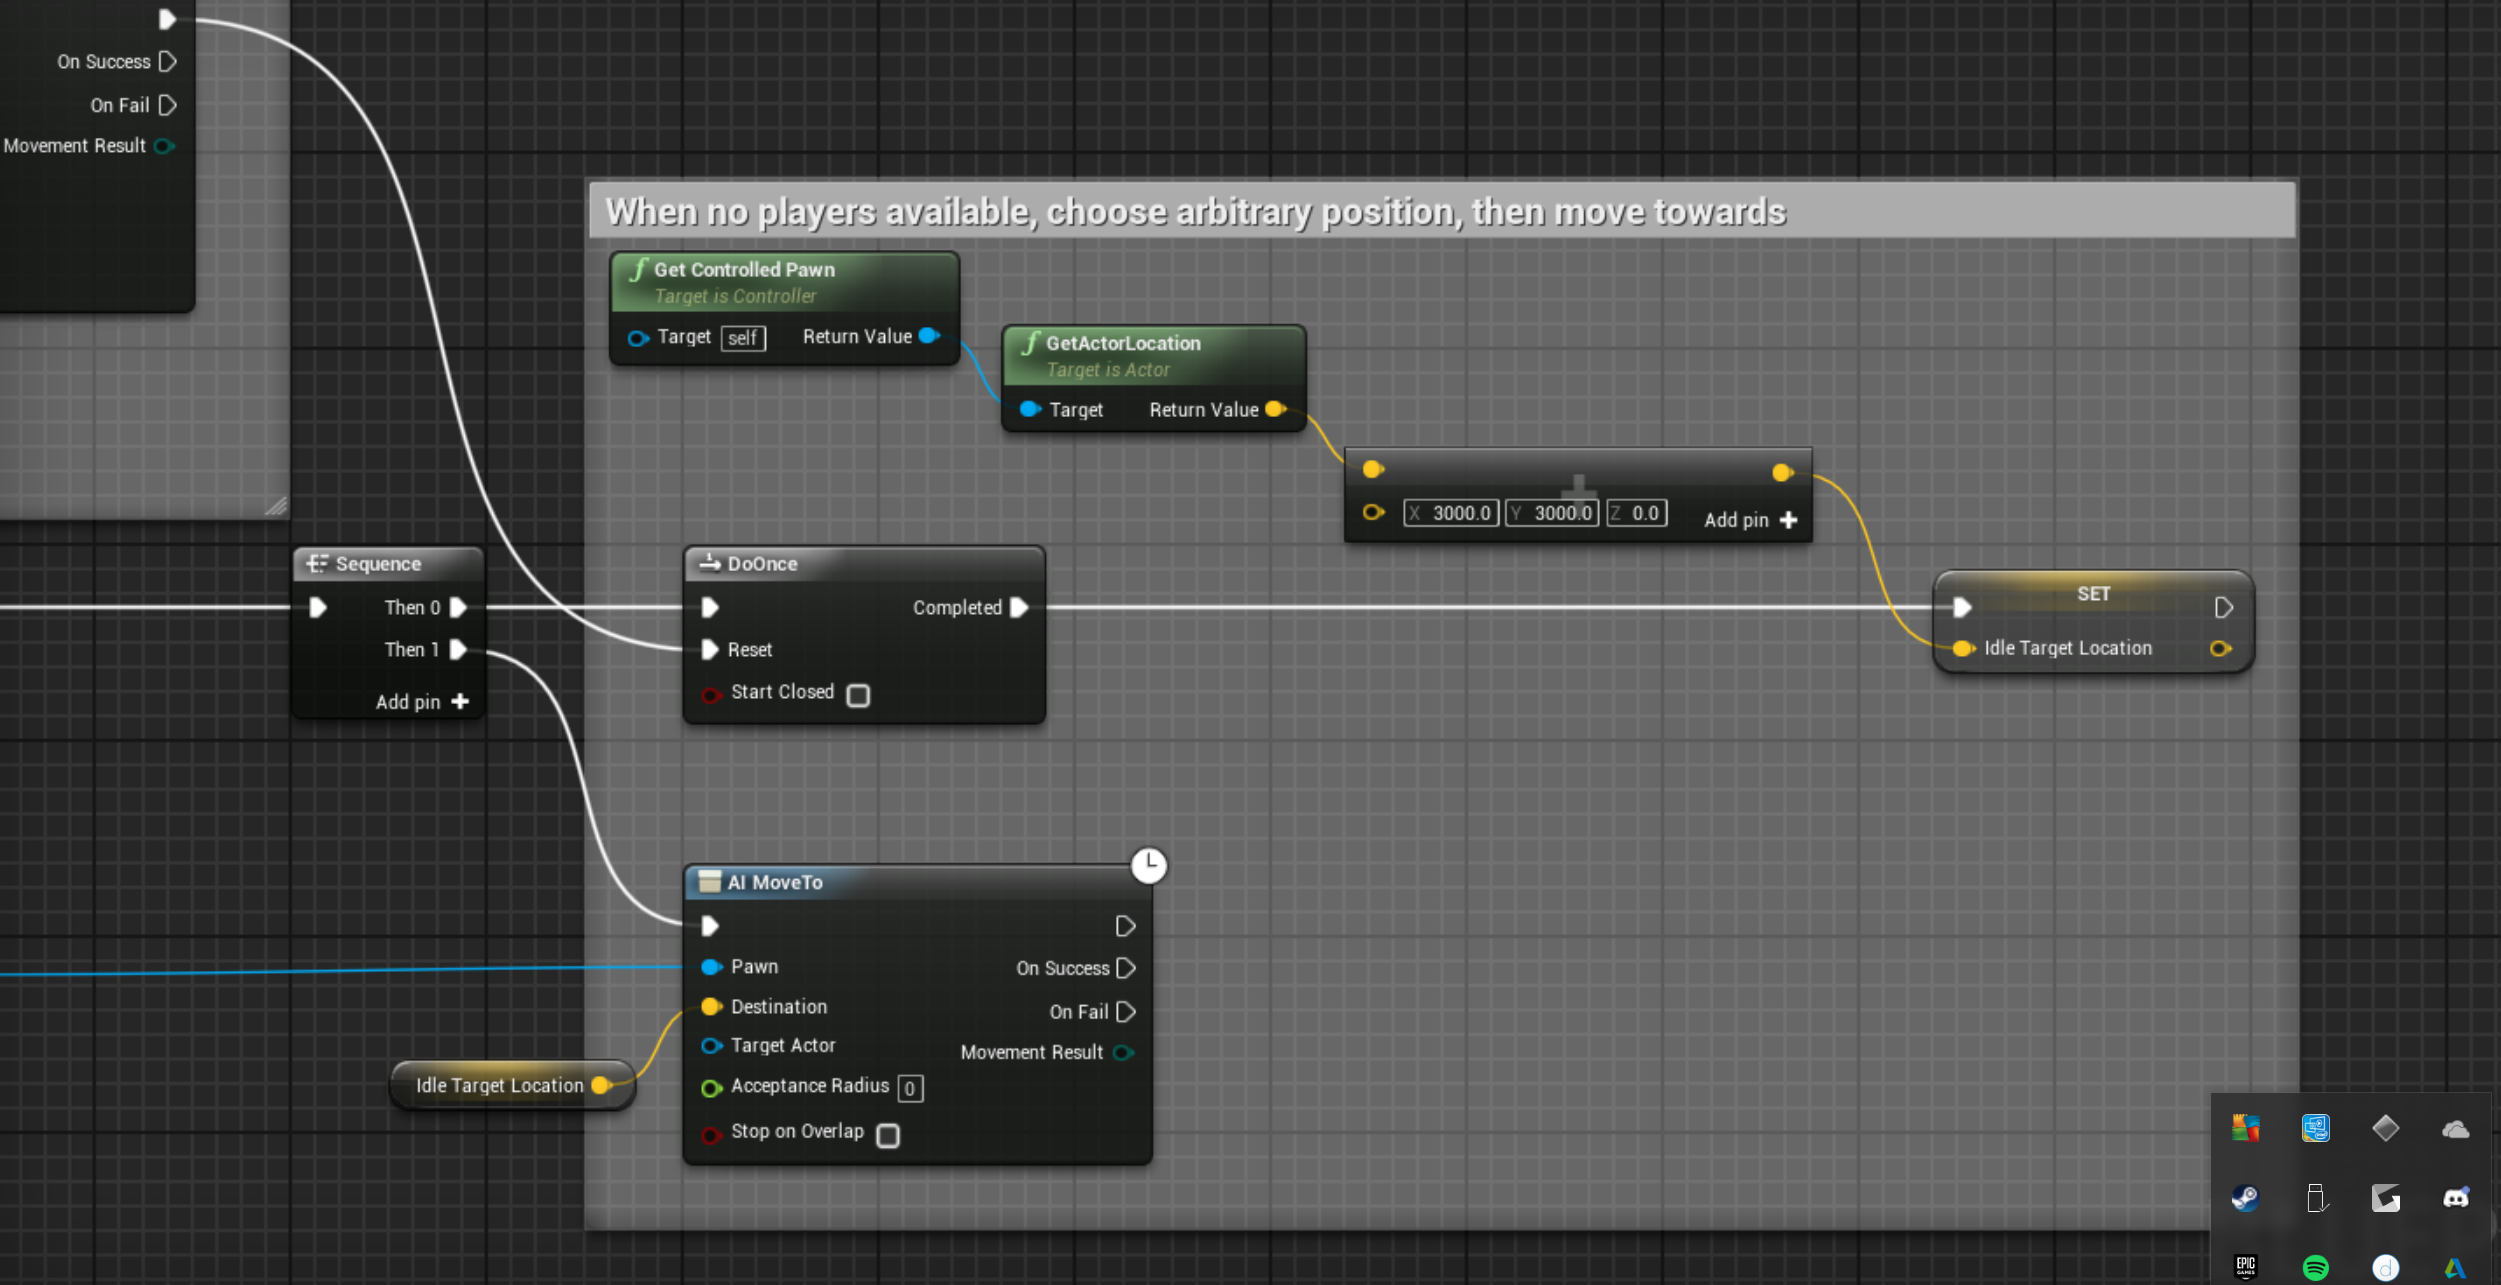 On Success
On Fail
Movement Result
When no players available, choose arbitrary position, then move towards
f Get Controlled Pawn
Target is Controller
Target self Return Value
f GetActorLocation
Target is Actor
Target Return Value
X 3000.0 Y 3000.0 Z 0.0 Add pin +
Sequence
Then 0
Then 1
Add pin +
DoOnce
Completed
Reset
Start Closed
SET
Idle Target Location
AI MoveTo
Pawn
On Success
Destination
On Fail
Target Actor
Movement Result
Acceptance Radius 0
Stop on Overlap
Idle Target Location
EPIC
GAMES
d